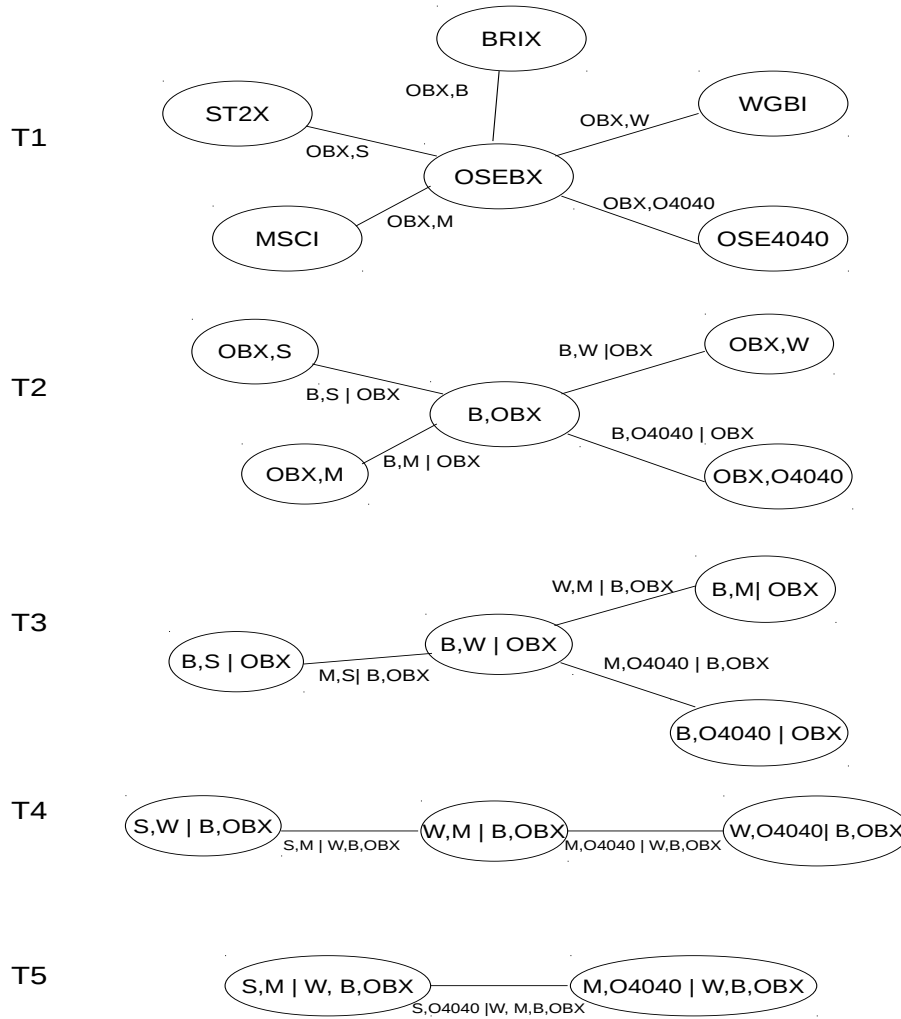 T1
BRIX
ST2X
WGBI
OSEBX
MSCI
OSE4040
OBX,B
OBX,W
OBX,S
OBX,O4040
OBX,M
T2
OBX,S
OBX,W
B,OBX
OBX,M
OBX,O4040
B,W |OBX
B,S | OBX
B,O4040 | OBX
B,M | OBX
T3
B,M| OBX
B,W | OBX
B,S | OBX
B,O4040 | OBX
W,M | B,OBX
M,S| B,OBX
M,O4040 | B,OBX
T4
S,W | B,OBX
W,M | B,OBX
W,O4040| B,OBX
S,M | W,B,OBX
M,O4040 | W,B,OBX
T5
S,M | W, B,OBX
M,O4040 | W,B,OBX
S,O4040 |W, M,B,OBX